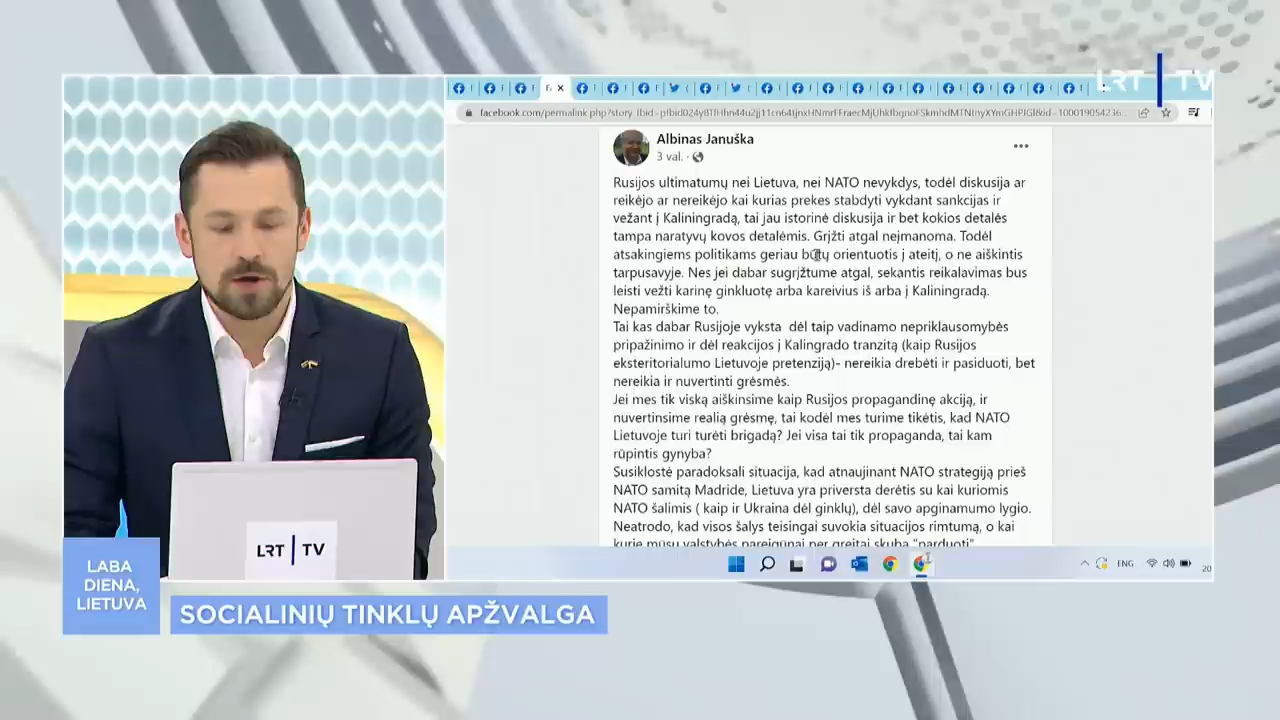 LRT TV
facebook.com/permalink.php?story_fbid=
Albinas Januška
3 val.
Rusijos ultimatumų nei Lietuva, nei NATO nevykdys, todėl diskusija ar
reikėjo ar nereikėjo kai kurias prekes stabdyti vykdant sankcijas ir
vežant į Kaliningradą, tai jau istorinė diskusija ir bet kokios detalės
tampa naratyvų kovos detalėmis. Grįžti atgal neįmanoma. Todėl
atsakingiems politikams geriau būtų orientuotis į ateitį, o ne aiškintis
tarpusavyje. Nes jei dabar sugrįžtume atgal, sekantis reikalavimas bus
leisti vežti karinę ginkluotę arba kareivius iš arba į Kaliningradą.
Nepamirškime to.
Tai kas dabar Rusijoje vyksta dėl taip vadinamo nepriklausomybės
pripažinimo ir dėl reakcijos į Kalingrado tranzitą (kaip Rusijos
eksteritorialumo Lietuvoje pretenziją)- nereikia drebėti ir pasiduoti, bet
nereikia ir nuvertinti grėsmės.
Jei mes tik viską aiškinsime kaip Rusijos propagandinę akciją, ir
nuvertinsime realią grėsmę, tai kodėl mes turime tikėtis, kad NATO
Lietuvoje turi turėti brigadą? Jei visa tai tik propaganda, tai kam
rūpintis gynyba?
Susiklostė paradoksali situacija, kad atnaujinant NATO strategiją prieš
NATO samitą Madride, Lietuva yra priversta derėtis su kai kuriomis
NATO šalimis ( kaip ir Ukraina dėl ginklų), dėl savo apginamumo lygio.
Neatrodo, kad visos šalys teisingai suvokia situacijos rimtumą, o kai
kurie mūsų valstybės pareigūnai per greitai skuba "parduoti"
ENG
20
LRT TV
LABA
DIENA,
LIETUVA
SOCIALINIŲ TINKLŲ APŽVALGA